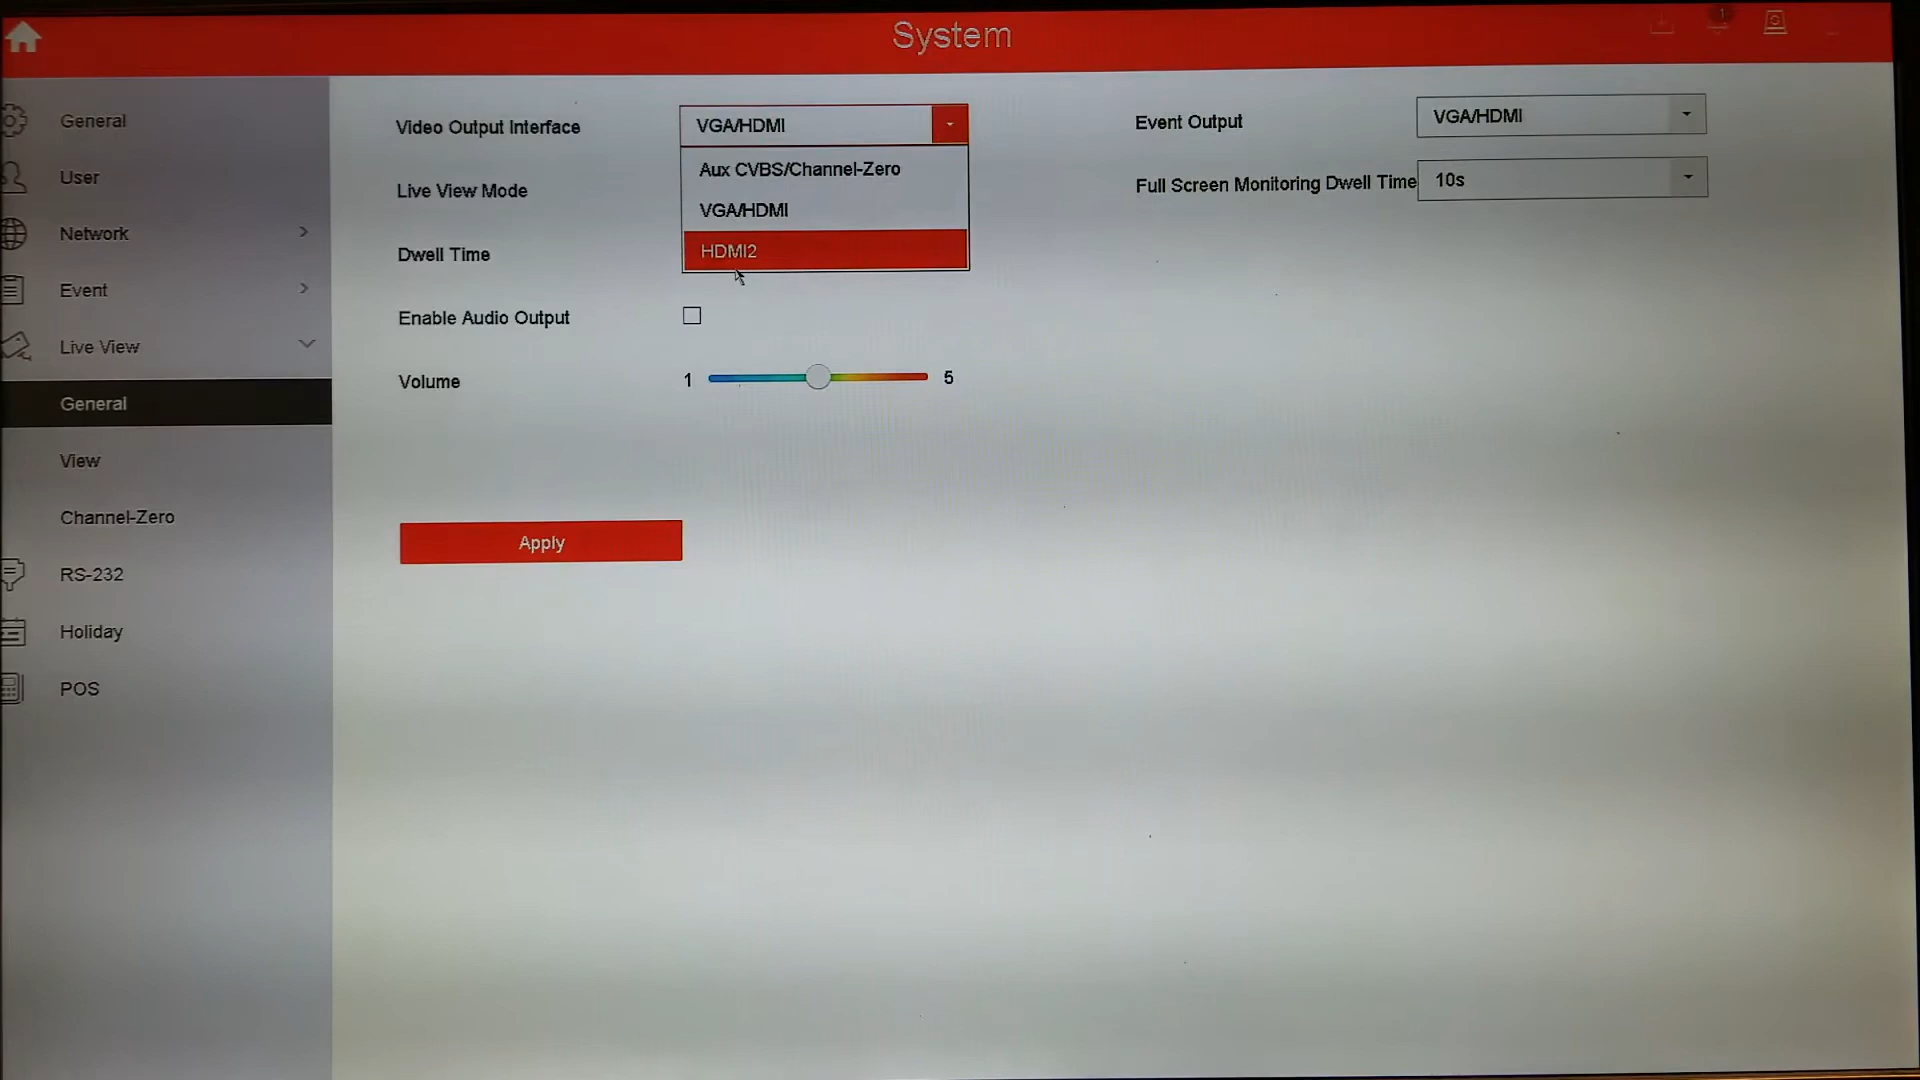 System
1
General
User
Network
Event
Live View
General
View
Channel-Zero
RS-232
Holiday
POS
Video Output Interface
VGA/HDMI
Aux CVBS/Channel-Zero
VGA/HDMI
HDMI2
Live View Mode
Dwell Time
Enable Audio Output
Volume
1
5
Apply
Event Output
VGA/HDMI
Full Screen Monitoring Dwell Time
10s